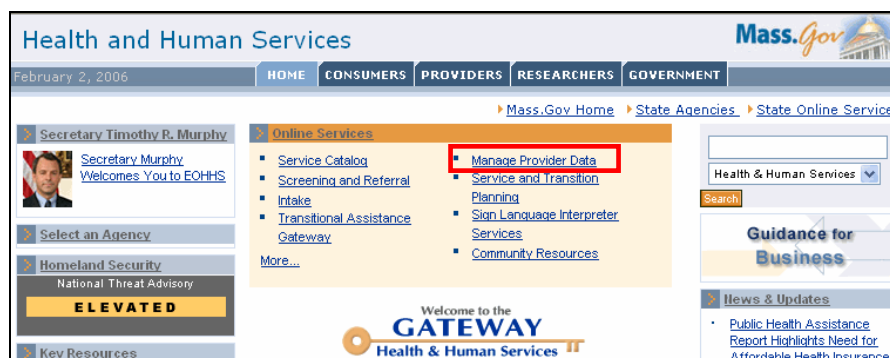 Health and Human Services
Mass.Gov
February 2, 2006
HOME CONSUMERS PROVIDERS RESEARCHERS GOVERNMENT
Mass.Gov Home State Agencies State Online Service
Secretary Timothy R. Murphy
Secretary Murphy
Welcomes You to EOHHS
Select an Agency
Homeland Security
National Threat Advisory
ELEVATED
Key Resources
Online Services
Service Catalog
Screening and Referral
Intake
Transitional Assistance
Gateway
More...
Manage Provider Data
Service and Transition
Planning
Sign Language Interpreter
Services
Community Resources
Welcome to the
GATEWAY
Health & Human Services
Health & Human Services
Search
Guidance for
Business
News & Updates
Public Health Assistance
Report Highlights Need for
Affordable Health Insurance